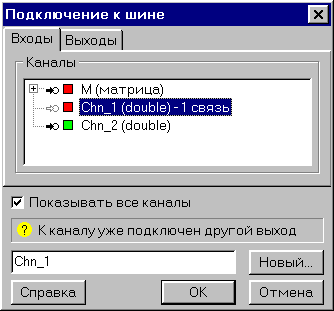 Подключение к шине
Входы Выходы
Каналы
M (матрица)
Chn_1 (double) - 1 связь
Chn_2 (double)
Показывать все каналы
? К каналу уже подключен другой выход
Chn_1 Новый...
Справка OK Отмена